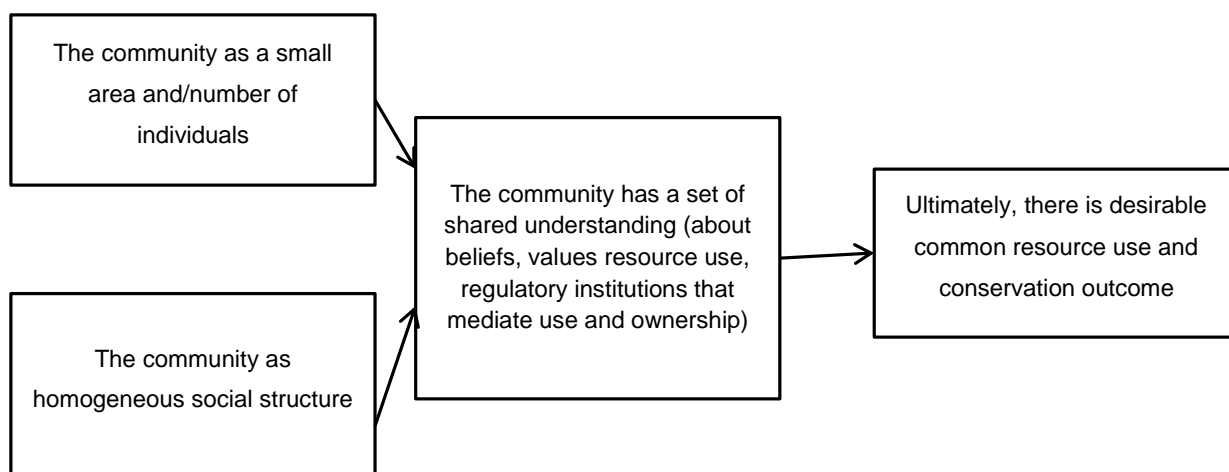 The community as a small
area and/number of
individuals
The community as
homogeneous social structure
The community has a set of
shared understanding (about
beliefs, values resource use,
regulatory institutions that
mediate use and ownership)
Ultimately, there is desirable
common resource use and
conservation outcome